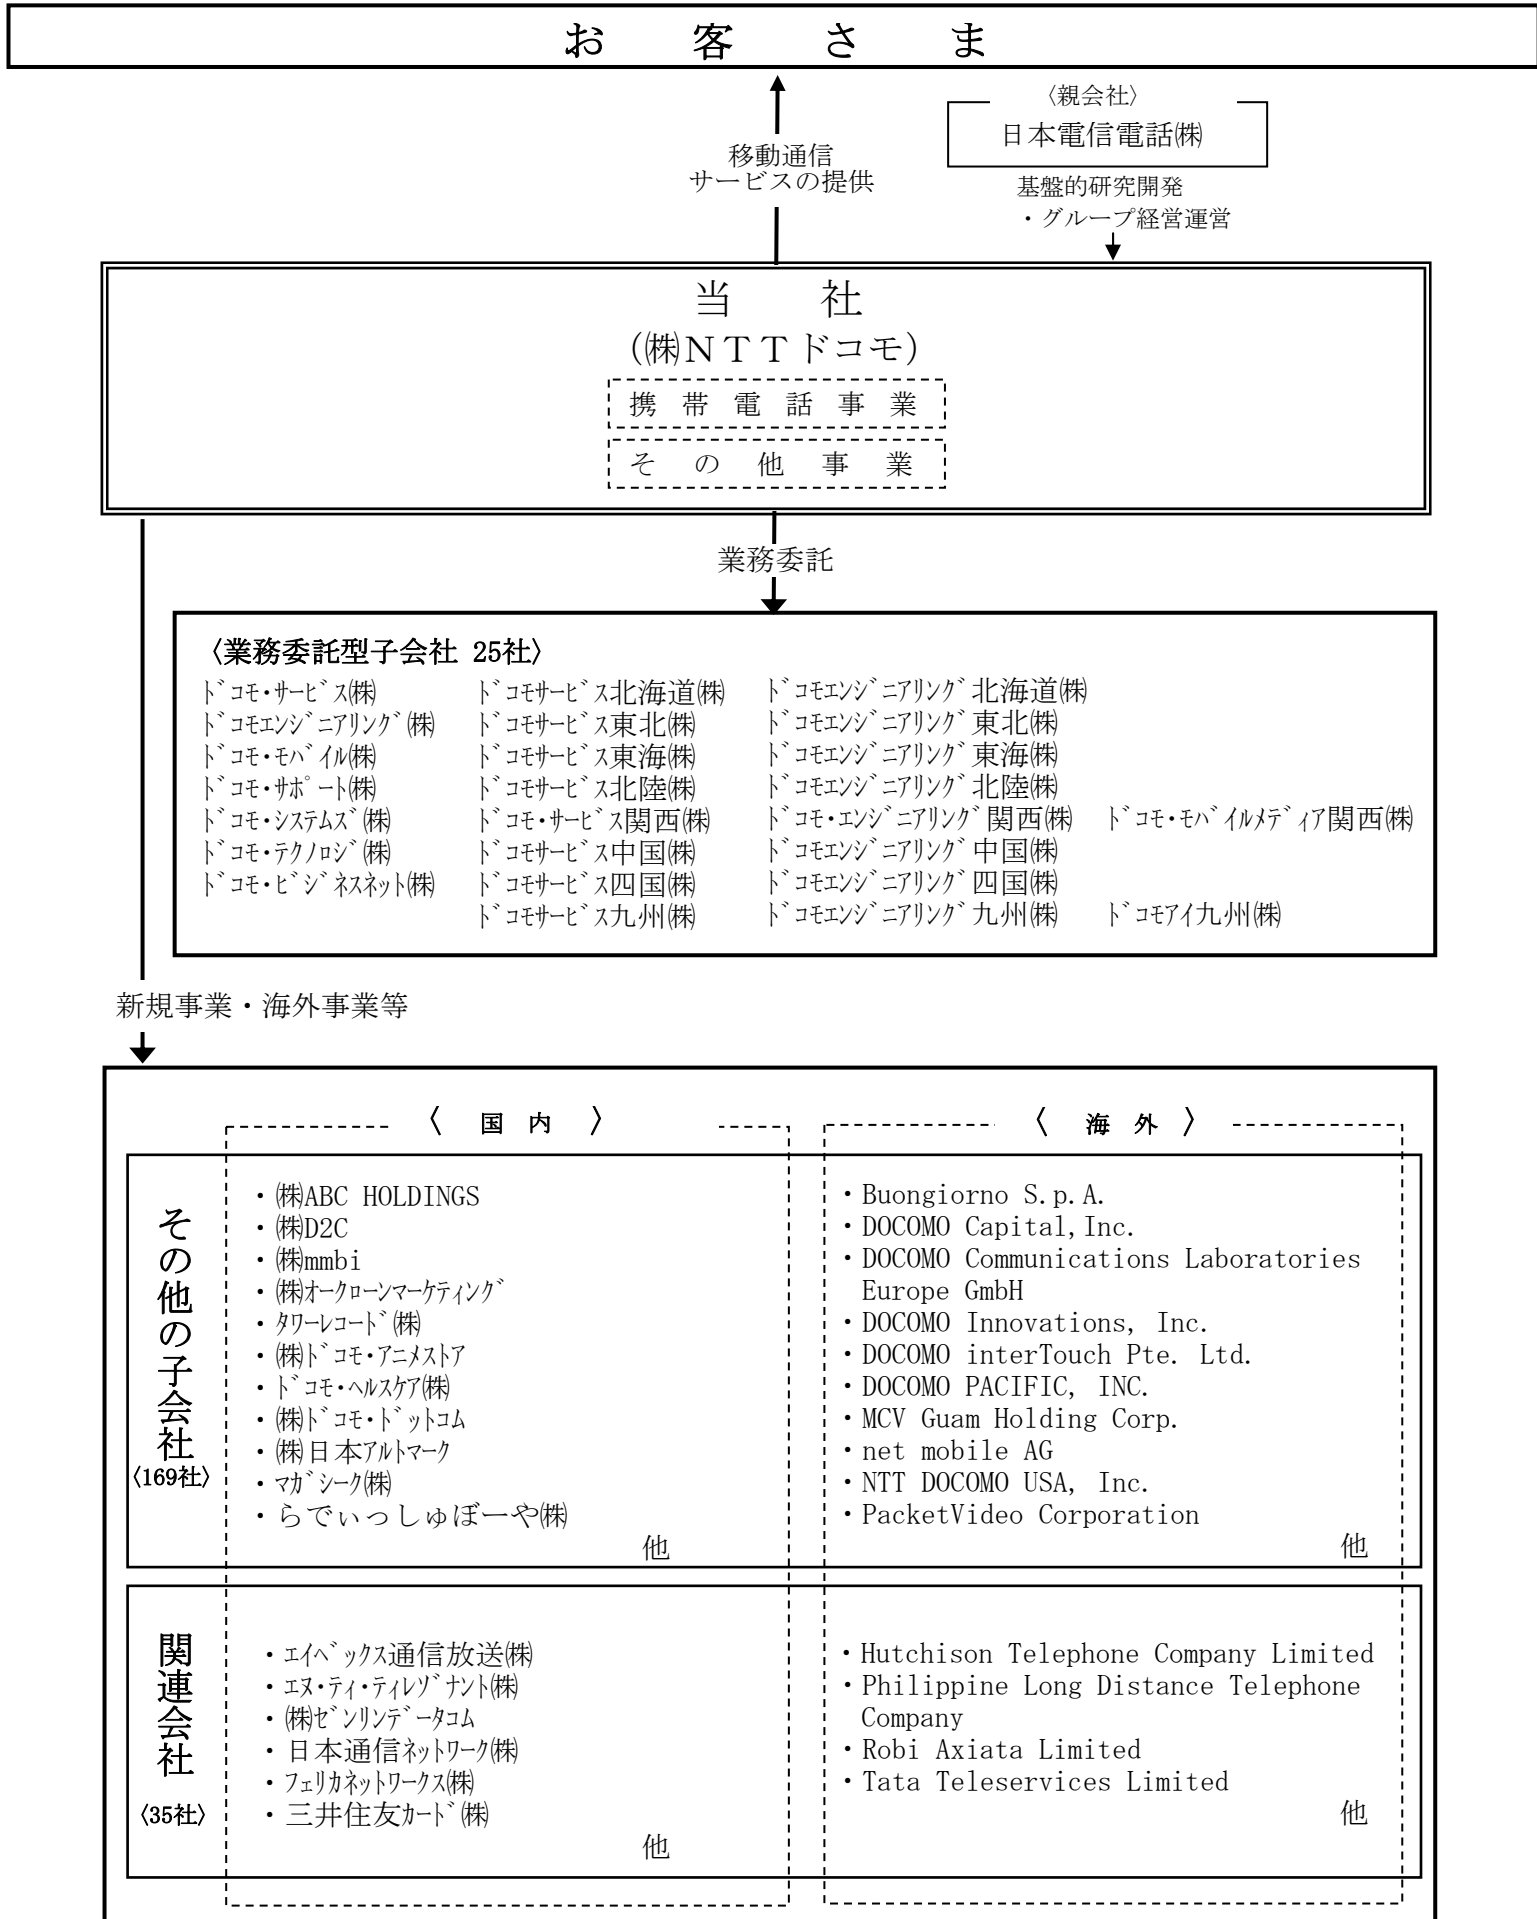 お客さま
〈親会社〉
日本電信電話㈱
移動通信
サービスの提供
基盤的研究開発
・グループ経営運営
当社
（㈱ＮＴＴドコモ）
携帯電話事業
その他事業
業務委託
〈業務委託型子会社 25社〉
ﾄﾞｺﾓ・ｻｰﾋﾞｽ㈱ ﾄﾞｺﾓｻｰﾋﾞｽ北海道㈱ ﾄﾞｺﾓｴﾝｼﾞﾆｱﾘﾝｸﾞ北海道㈱
ﾄﾞｺﾓｴﾝｼﾞﾆｱﾘﾝｸﾞ㈱ ﾄﾞｺﾓｻｰﾋﾞｽ東北㈱ ﾄﾞｺﾓｴﾝｼﾞﾆｱﾘﾝｸﾞ東北㈱
ﾄﾞｺﾓ・ﾓﾊﾞｲﾙ㈱ ﾄﾞｺﾓｻｰﾋﾞｽ東海㈱ ﾄﾞｺﾓｴﾝｼﾞﾆｱﾘﾝｸﾞ東海㈱
ﾄﾞｺﾓ・ｻﾎﾟｰﾄ㈱ ﾄﾞｺﾓｻｰﾋﾞｽ北陸㈱ ﾄﾞｺﾓｴﾝｼﾞﾆｱﾘﾝｸﾞ北陸㈱
ﾄﾞｺﾓ・ｼｽﾃﾑｽﾞ㈱ ﾄﾞｺﾓ・ｻｰﾋﾞｽ関西㈱ ﾄﾞｺﾓ・ｴﾝｼﾞﾆｱﾘﾝｸﾞ関西㈱ ﾄﾞｺﾓ・ﾓﾊﾞｲﾙﾒﾃﾞｨｱ関西㈱
ﾄﾞｺﾓ・ﾃｸﾉﾛｼﾞ㈱ ﾄﾞｺﾓｻｰﾋﾞｽ中国㈱ ﾄﾞｺﾓｴﾝｼﾞﾆｱﾘﾝｸﾞ中国㈱
ﾄﾞｺﾓ・ﾋﾞｼﾞﾈｽﾈｯﾄ㈱ ﾄﾞｺﾓｻｰﾋﾞｽ四国㈱ ﾄﾞｺﾓｴﾝｼﾞﾆｱﾘﾝｸﾞ四国㈱
ﾄﾞｺﾓｻｰﾋﾞｽ九州㈱ ﾄﾞｺﾓｴﾝｼﾞﾆｱﾘﾝｸﾞ九州㈱ ﾄﾞｺﾓｱｲ九州㈱
新規事業・海外事業等
〈国内〉
〈海外〉
その他の子会社
〈169社〉
・㈱ABC HOLDINGS
・㈱D2C
・㈱mmbi
・㈱ｵｰｸﾛｰﾝﾏｰｹﾃｨﾝｸﾞ
・ﾀﾜｰﾚｺｰﾄﾞ㈱
・㈱ﾄﾞｺﾓ・ｱﾆﾒｽﾄｱ
・ﾄﾞｺﾓ・ﾍﾙｽｹｱ㈱
・㈱ﾄﾞｺﾓ・ﾄﾞｯﾄｺﾑ
・㈱日本ｱﾙﾄﾏｰｸ
・ﾏｶﾞｼｰｸ㈱
・らでぃっしゅぼーや㈱
他
・Buongiorno S.p.A.
・DOCOMO Capital,Inc.
・DOCOMO Communications Laboratories
Europe GmbH
・DOCOMO Innovations, Inc.
・DOCOMO interTouch Pte. Ltd.
・DOCOMO PACIFIC, INC.
・MCV Guam Holding Corp.
・net mobile AG
・NTT DOCOMO USA, Inc.
・PacketVideo Corporation
他
関連会社
〈35社〉
・ｴｲﾍﾞｯｸｽ通信放送㈱
・ｴﾇ・ﾃｨ・ﾃｨﾚｿﾞﾅﾝﾄ㈱
・㈱ｾﾞﾝﾘﾝﾃﾞｰﾀｺﾑ
・日本通信ﾈｯﾄﾜｰｸ㈱
・ﾌｪﾘｶﾈｯﾄﾜｰｸｽ㈱
・三井住友ｶｰﾄﾞ㈱
他
・Hutchison Telephone Company Limited
・Philippine Long Distance Telephone
Company
・Robi Axiata Limited
・Tata Teleservices Limited
他